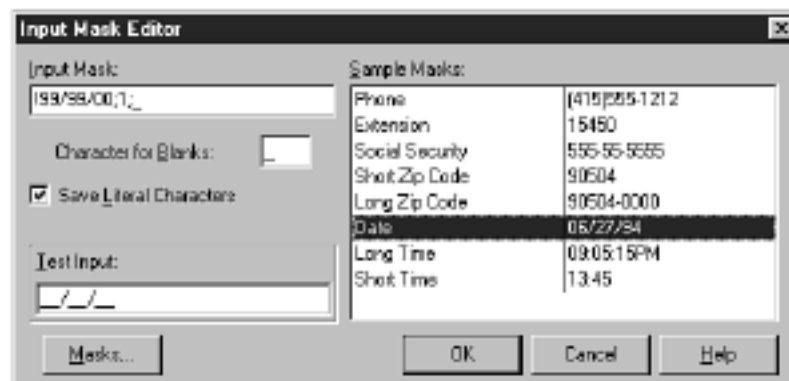 Input Mask Editor
Input Mask:
!99/99/00;1;_
Character for Blanks: _
Save Literal Characters
Test Input:
__/__/__
Masks...
Sample Masks:
Phone (415)555-1212
Extension 15450
Social Security 555-55-5555
Short Zip Code 90504
Long Zip Code 90504-0000
Date 06/27/94
Long Time 09:05:15PM
Short Time 13:45
OK Cancel Help